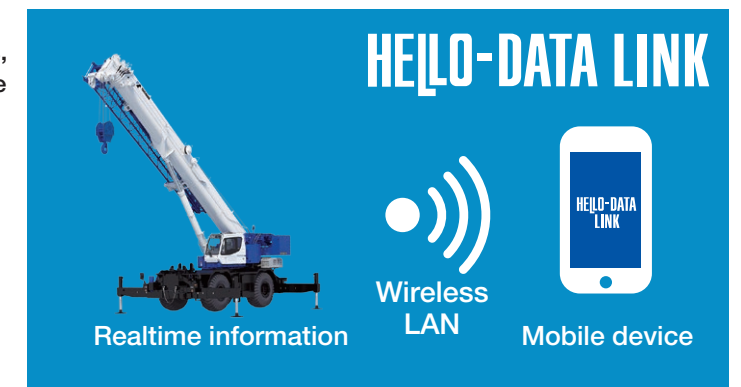 ,
e
HELLO-DATA LINK
HELLO-DATA
LINK
Wireless
LAN
Realtime information
Mobile device